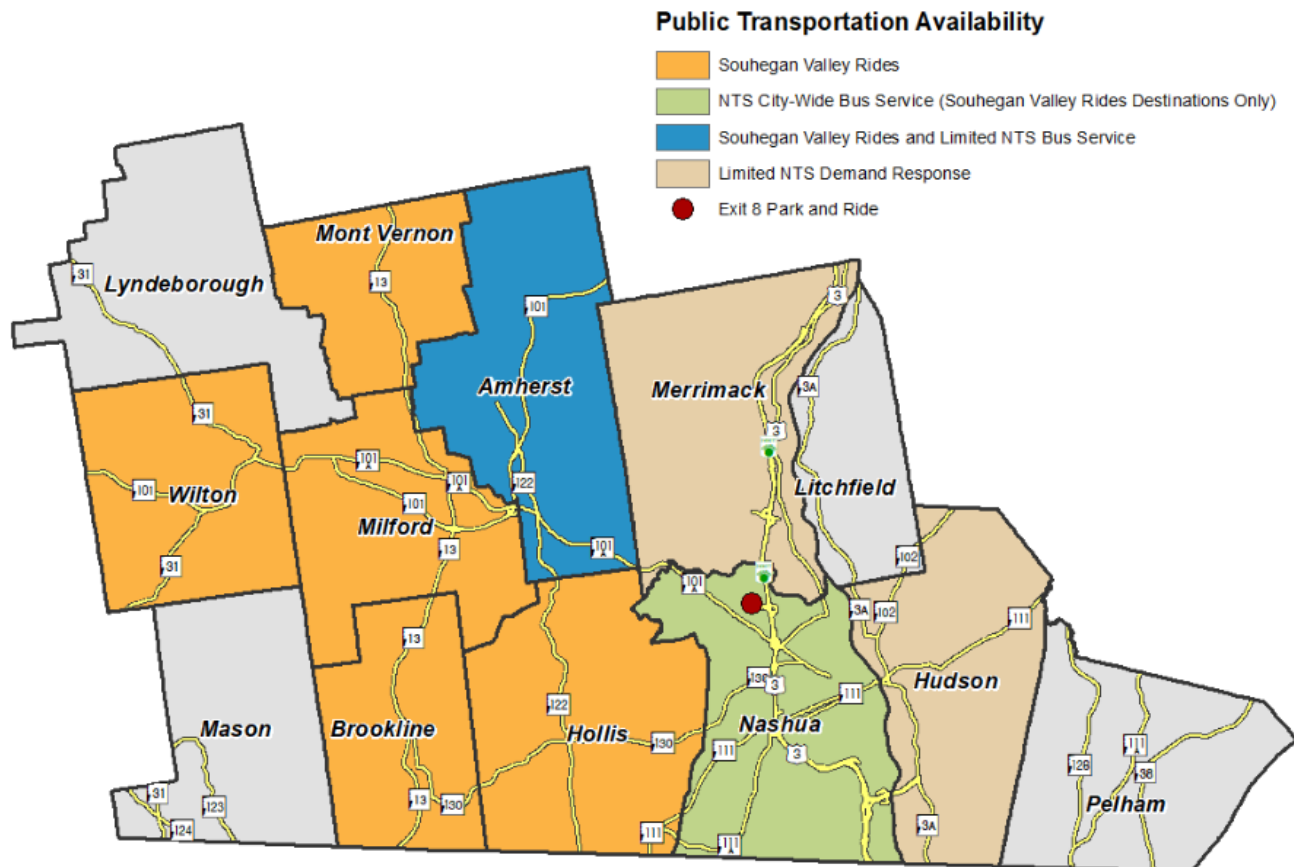 Public Transportation Availability
Souhegan Valley Rides
NTS City-Wide Bus Service (Souhegan Valley Rides Destinations Only)
Souhegan Valley Rides and Limited NTS Bus Service
Limited NTS Demand Response
Exit 8 Park and Ride
Mont Vernon
31
Lyndeborough
13
101
3
Amherst
Merrimack
3A
31
3
101A
101A
122
Litchfield
101
Wilton
101
Milford
13
101A
102
31
101A
3A
102
111
13
130
3
Hudson
111
Mason
Brookline
122
Hollis
130
Nashua
111
3
128
111A
38
Pelham
31
123
13
130
124
111
111A
3A